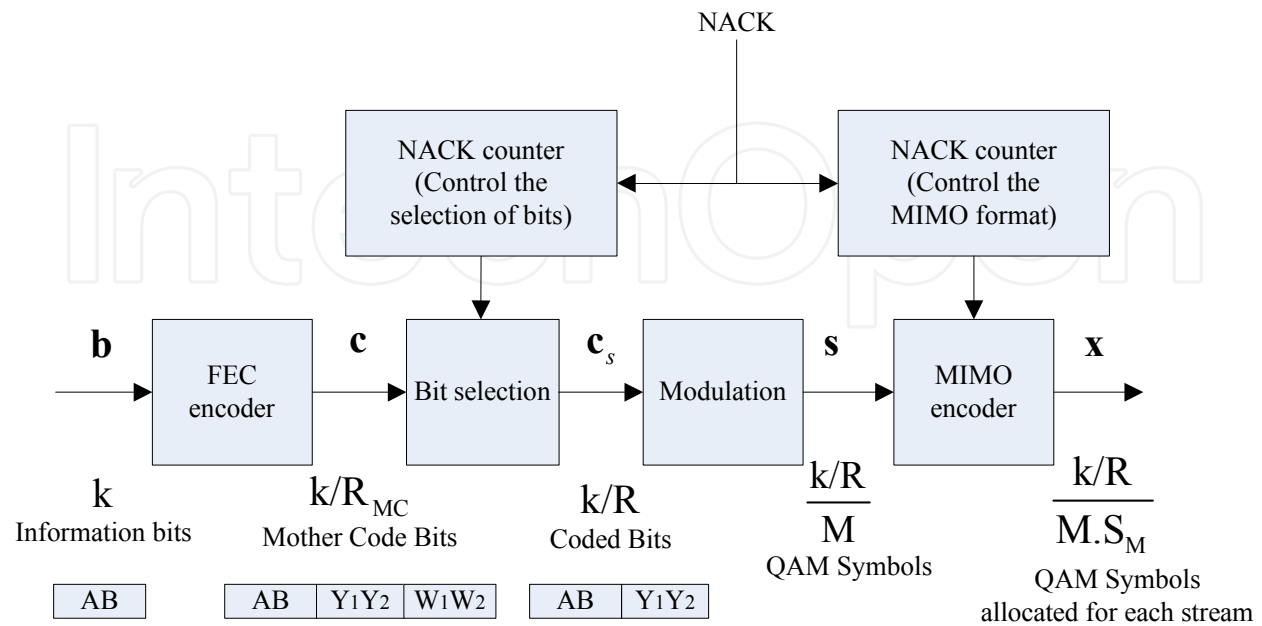 NACK
NACK counter
(Control the
selection of bits)
NACK counter
(Control the
MIMO format)
b
FEC
encoder
c
Bit selection
c_s
Modulation
s
MIMO
encoder
x
k
Information bits
k/R_MC
Mother Code Bits
k/R
Coded Bits
k/R
M
QAM Symbols
k/R
M.S_M
QAM Symbols
allocated for each stream
AB
AB Y1Y2 W1W2
AB Y1Y2
IntechOpen